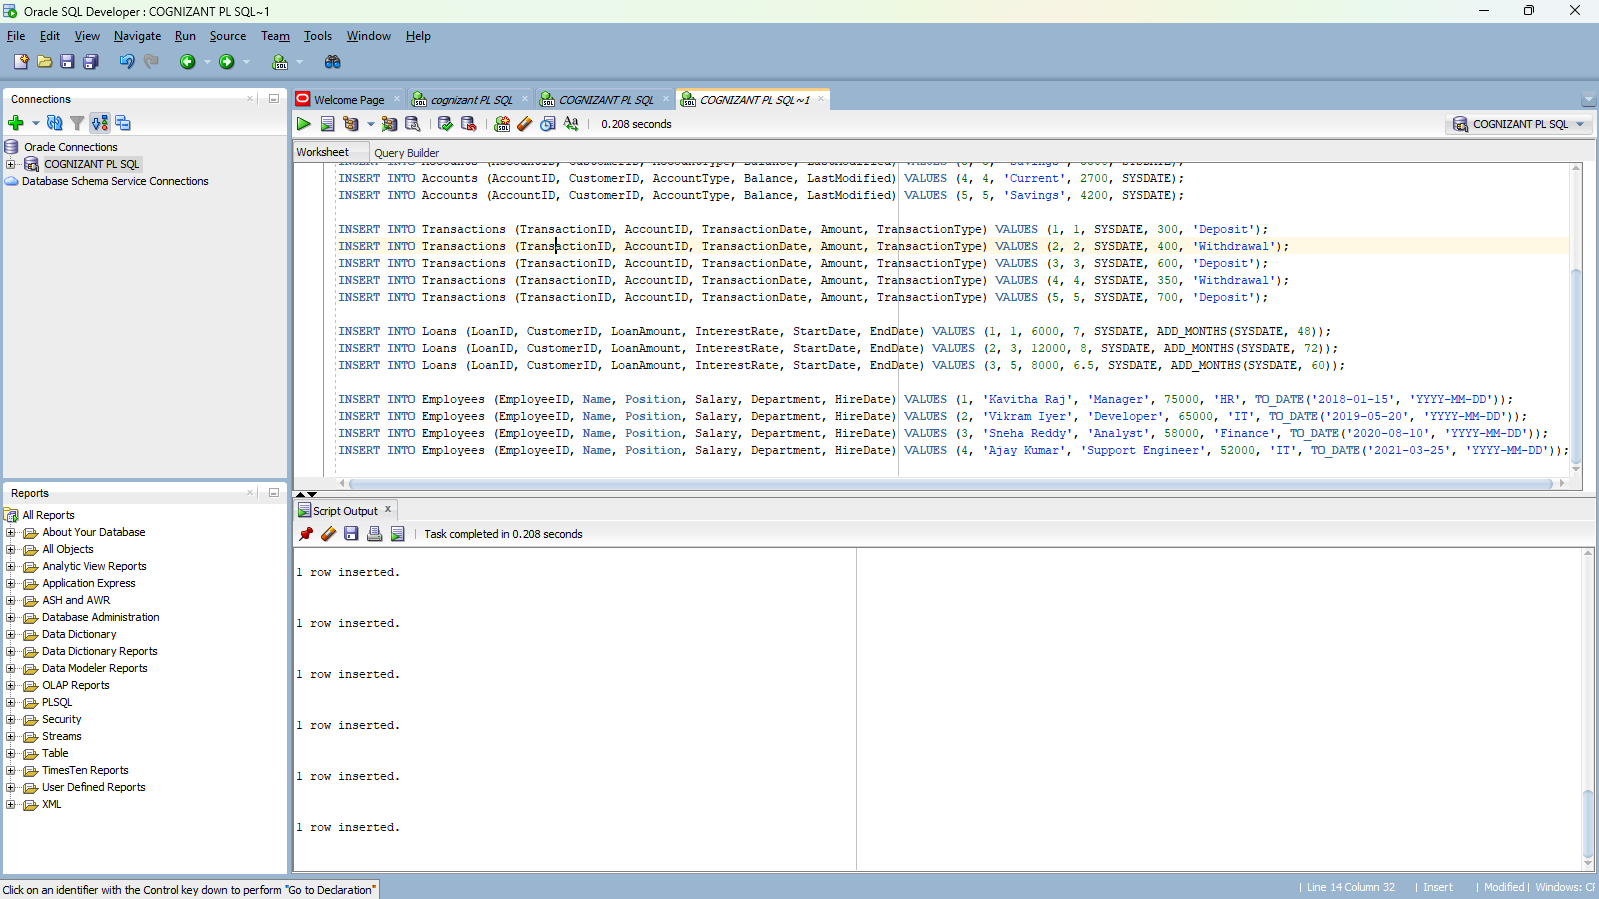 Oracle SQL Developer : COGNIZANT PL SQL~1
File Edit View Navigate Run Source Team Tools Window Help
Connections
Oracle Connections
COGNIZANT PL SQL
Database Schema Service Connections
Reports
All Reports
About Your Database
All Objects
Analytic View Reports
Application Express
ASH and AWR
Database Administration
Data Dictionary
Data Dictionary Reports
Data Modeler Reports
OLAP Reports
PLSQL
Security
Streams
Table
TimesTen Reports
User Defined Reports
XML
Welcome Page cognizant PL SQL COGNIZANT PL SQL COGNIZANT PL SQL~1
0.208 seconds COGNIZANT PL SQL
Worksheet Query Builder
INSERT INTO Accounts (AccountID, CustomerID, AccountType, Balance, LastModified) VALUES (4, 4, 'Current', 2700, SYSDATE);
INSERT INTO Accounts (AccountID, CustomerID, AccountType, Balance, LastModified) VALUES (5, 5, 'Savings', 4200, SYSDATE);
INSERT INTO Transactions (TransactionID, AccountID, TransactionDate, Amount, TransactionType) VALUES (1, 1, SYSDATE, 300, 'Deposit');
INSERT INTO Transactions (TransactionID, AccountID, TransactionDate, Amount, TransactionType) VALUES (2, 2, SYSDATE, 400, 'Withdrawal');
INSERT INTO Transactions (TransactionID, AccountID, TransactionDate, Amount, TransactionType) VALUES (3, 3, SYSDATE, 600, 'Deposit');
INSERT INTO Transactions (TransactionID, AccountID, TransactionDate, Amount, TransactionType) VALUES (4, 4, SYSDATE, 350, 'Withdrawal');
INSERT INTO Transactions (TransactionID, AccountID, TransactionDate, Amount, TransactionType) VALUES (5, 5, SYSDATE, 700, 'Deposit');
INSERT INTO Loans (LoanID, CustomerID, LoanAmount, InterestRate, StartDate, EndDate) VALUES (1, 1, 6000, 7, SYSDATE, ADD_MONTHS(SYSDATE, 48));
INSERT INTO Loans (LoanID, CustomerID, LoanAmount, InterestRate, StartDate, EndDate) VALUES (2, 3, 12000, 8, SYSDATE, ADD_MONTHS(SYSDATE, 72));
INSERT INTO Loans (LoanID, CustomerID, LoanAmount, InterestRate, StartDate, EndDate) VALUES (3, 5, 8000, 6.5, SYSDATE, ADD_MONTHS(SYSDATE, 60));
INSERT INTO Employees (EmployeeID, Name, Position, Salary, Department, HireDate) VALUES (1, 'Kavitha Raj', 'Manager', 75000, 'HR', TO_DATE('2018-01-15', 'YYYY-MM-DD'));
INSERT INTO Employees (EmployeeID, Name, Position, Salary, Department, HireDate) VALUES (2, 'Vikram Iyer', 'Developer', 65000, 'IT', TO_DATE('2019-05-20', 'YYYY-MM-DD'));
INSERT INTO Employees (EmployeeID, Name, Position, Salary, Department, HireDate) VALUES (3, 'Sneha Reddy', 'Analyst', 58000, 'Finance', TO_DATE('2020-08-10', 'YYYY-MM-DD'));
INSERT INTO Employees (EmployeeID, Name, Position, Salary, Department, HireDate) VALUES (4, 'Ajay Kumar', 'Support Engineer', 52000, 'IT', TO_DATE('2021-03-25', 'YYYY-MM-DD'));
Script Output
Task completed in 0.208 seconds
1 row inserted.
1 row inserted.
1 row inserted.
1 row inserted.
1 row inserted.
1 row inserted.
Click on an identifier with the Control key down to perform "Go to Declaration"
Line 14 Column 32 Insert Modified Windows: